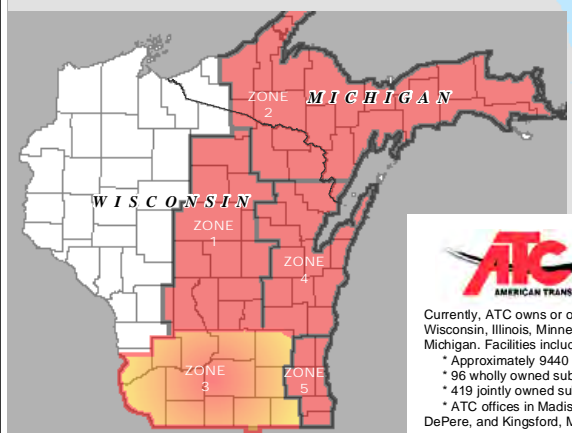 ZONE
2
MICHIGAN
WISCONSIN
ZONE
1
ZONE
4
ZONE
3
ZONE
5
ATC
AMERICAN TRANS
Currently, ATC owns or o
Wisconsin, Illinois, Minne
Michigan. Facilities includ
* Approximately 9440
* 96 wholly owned sub
* 419 jointly owned su
* ATC offices in Madis
DePere, and Kingsford, M